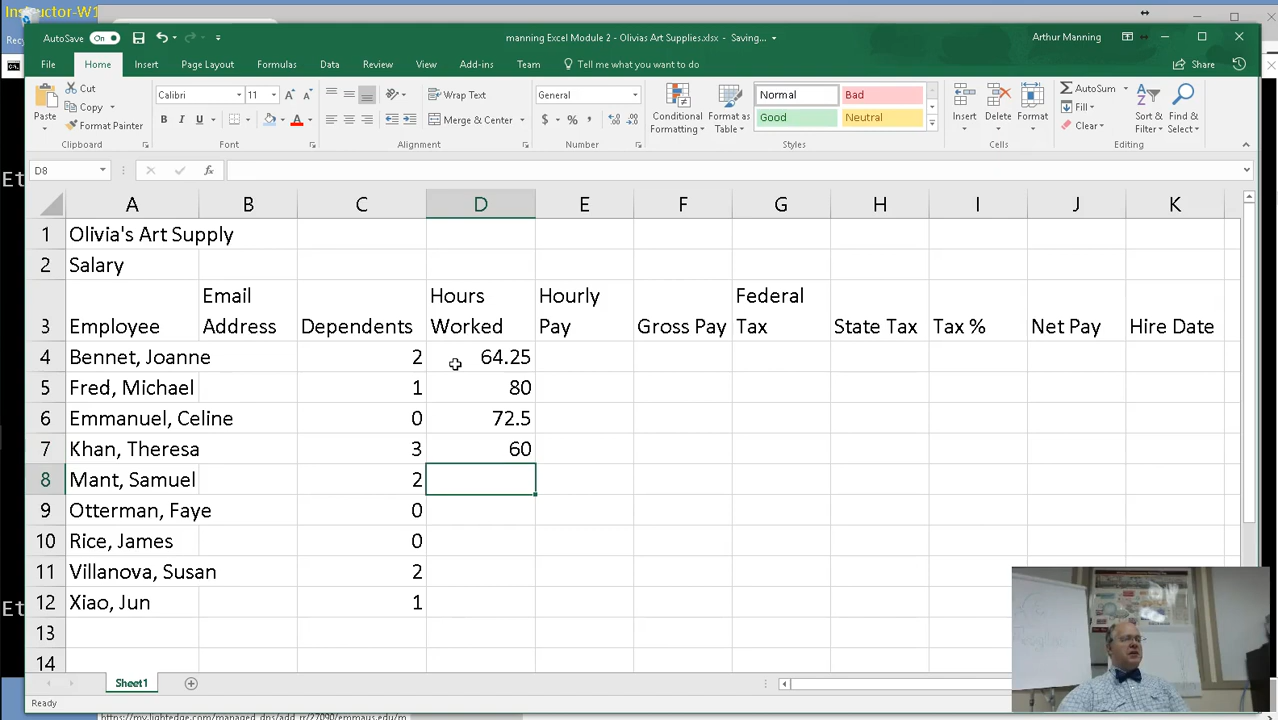 Instructor-W1
Recy
AutoSave On
manning Excel Module 2 - Olivias Art Supplies.xlsx - Saving...
Arthur Manning
File Home Insert Page Layout Formulas Data Review View Add-ins Team Tell me what you want to do Share
Paste
Cut
Copy
Format Painter
Clipboard
Calibri 11
B I U
Font
Wrap Text
Merge & Center
Alignment
General
$ % ,
Number
Conditional Formatting
Format as Table
Normal Bad
Good Neutral
Styles
Insert Delete Format
Cells
AutoSum
Fill
Clear
Sort & Filter
Find & Select
Editing
D8 fx
A B C D E F G H I J K
1 Olivia's Art Supply
2 Salary
3 Employee Email Address Dependents Hours Worked Hourly Pay Gross Pay Federal Tax State Tax Tax % Net Pay Hire Date
4 Bennet, Joanne 2 64.25
5 Fred, Michael 1 80
6 Emmanuel, Celine 0 72.5
7 Khan, Theresa 3 60
8 Mant, Samuel 2
9 Otterman, Faye 0
10 Rice, James 0
11 Villanova, Susan 2
12 Xiao, Jun 1
13
14
Et
Et
Sheet1
Ready
https://my.lightedge.com/managed_dns/add_rr/27090/emmaus.edu/m